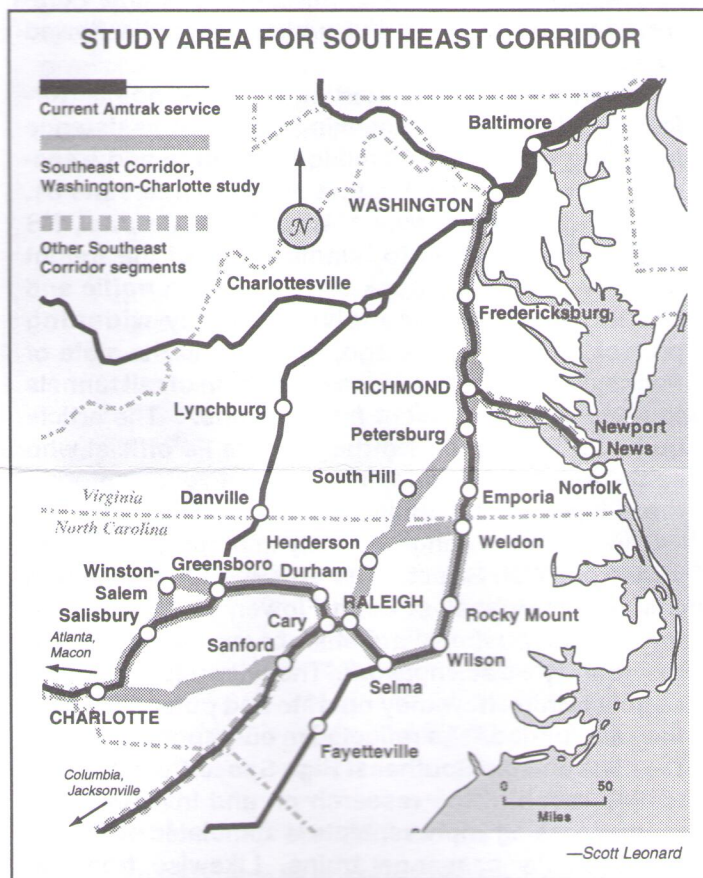 STUDY AREA FOR SOUTHEAST CORRIDOR
Current Amtrak service
Southeast Corridor,
Washington-Charlotte study
Other Southeast
Corridor segments
N
Baltimore
WASHINGTON
Charlottesville
Fredericksburg
RICHMOND
Lynchburg
Petersburg
Newport
News
South Hill
Norfolk
Virginia
Danville
Emporia
North Carolina
Henderson
Weldon
Winston-
Salem
Greensboro
Durham
Salisbury
RALEIGH
Cary
Rocky Mount
Atlanta,
Macon
Sanford
Wilson
Selma
CHARLOTTE
Fayetteville
Columbia,
Jacksonville
0 50
Miles
—Scott Leonard